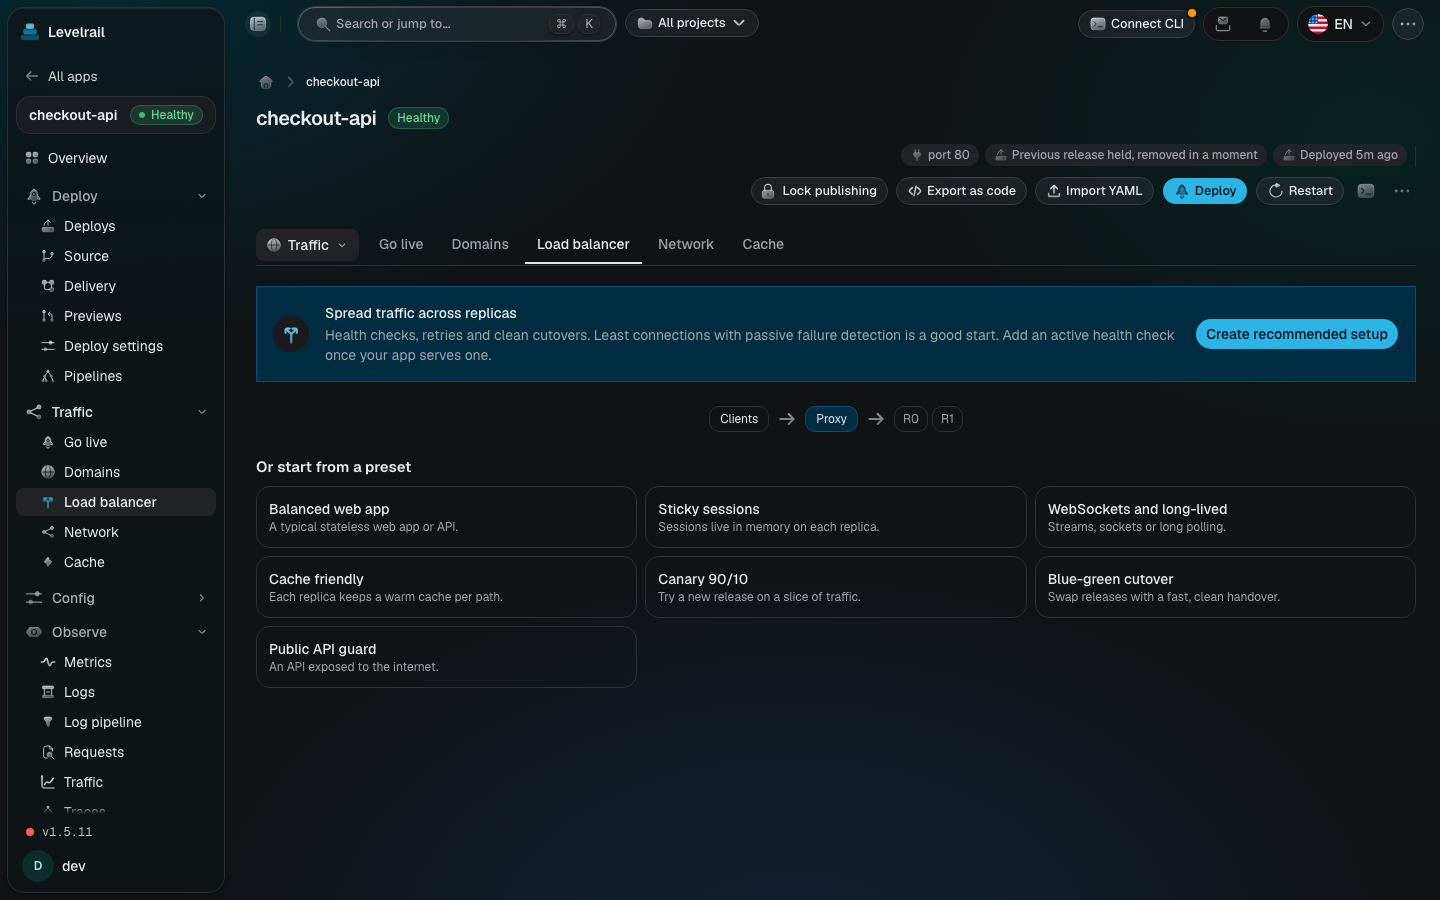 Levelrail
Search or jump to...
⌘ K
All projects
Connect CLI
EN
All apps
checkout-api
Healthy
Overview
Deploy
Deploys
Source
Delivery
Previews
Deploy settings
Pipelines
Traffic
Go live
Domains
Load balancer
Network
Cache
Config
Observe
Metrics
Logs
Log pipeline
Requests
Traffic
Traces
v1.5.11
D
dev
checkout-api
checkout-api
Healthy
port 80
Previous release held, removed in a moment
Deployed 5m ago
Lock publishing
Export as code
Import YAML
Deploy
Restart
Traffic
Go live
Domains
Load balancer
Network
Cache
Spread traffic across replicas
Health checks, retries and clean cutovers. Least connections with passive failure detection is a good start. Add an active health check
once your app serves one.
Create recommended setup
Clients
Proxy
R0
R1
Or start from a preset
Balanced web app
A typical stateless web app or API.
Sticky sessions
Sessions live in memory on each replica.
WebSockets and long-lived
Streams, sockets or long polling.
Cache friendly
Each replica keeps a warm cache per path.
Canary 90/10
Try a new release on a slice of traffic.
Blue-green cutover
Swap releases with a fast, clean handover.
Public API guard
An API exposed to the internet.